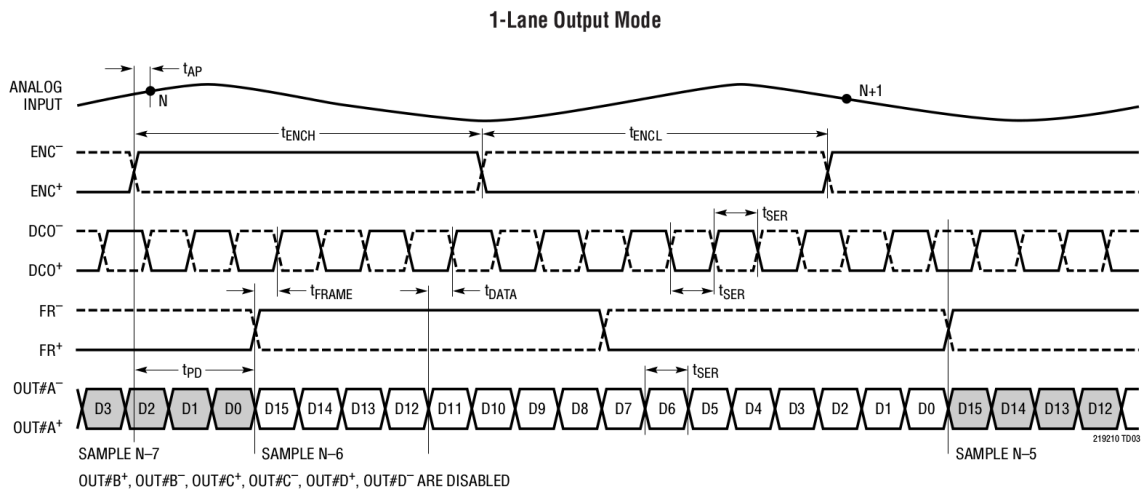 1-Lane Output Mode
ANALOG
INPUT
tAP
N
N+1
tENCH
tENCL
ENC–
ENC+
DCO–
DCO+
tSER
tFRAME
tDATA
tSER
FR–
FR+
tPD
tSER
OUT#A–
OUT#A+
D3 D2 D1 D0 D15 D14 D13 D12 D11 D10 D9 D8 D7 D6 D5 D4 D3 D2 D1 D0 D15 D14 D13 D12
219210 TD03
SAMPLE N–7 SAMPLE N–6 SAMPLE N–5
OUT#B+, OUT#B–, OUT#C+, OUT#C–, OUT#D+, OUT#D– ARE DISABLED